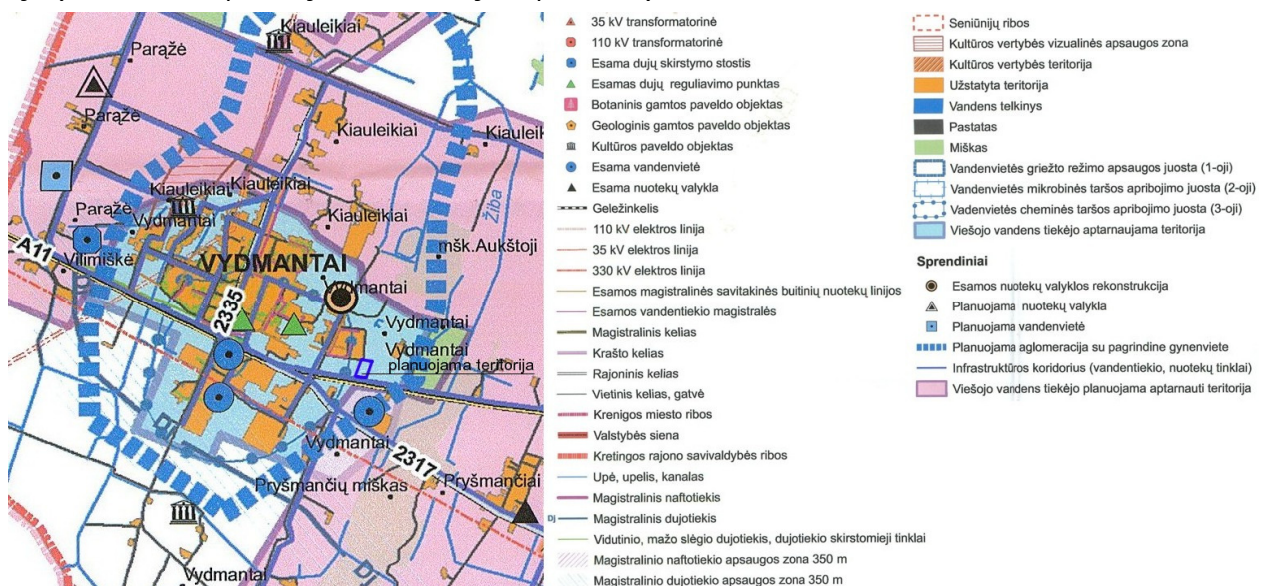 Kiauleikiai
Parąžė
Parąžė
Kiauleikiai
Kiauleikiai
Kiauleikiai
Parąžė
Vydmantai
Kiauleikiai
Žiba
mšk.Aukštoji
A11
Vilimiškė
VYDMANTAI
Vydmantai
2335
Vydmantai
Vydmantai
planuojama teritorija
Vydmantai
2317
Dj
Pryšmančių miškas
Pryšmančiai
Dj
Vydmantai
35 kV transformatorinė
110 kV transformatorinė
Esama dujų skirstymo stostis
Esamas dujų reguliavimo punktas
Botaninis gamtos paveldo objektas
Geologinis gamtos paveldo objektas
Kultūros paveldo objektas
Esama vandenvietė
Esama nuotekų valykla
Geležinkelis
110 kV elektros linija
35 kV elektros linija
330 kV elektros linija
Esamos magistralinės savitakinės buitinių nuotekų linijos
Esamos vandentiekio magistralės
Magistralinis kelias
Krašto kelias
Rajoninis kelias
Vietinis kelias, gatvė
Krenigos miesto ribos
Valstybės siena
Kretingos rajono savivaldybės ribos
Upė, upelis, kanalas
Magistralinis naftotiekis
Dj Magistralinis dujotiekis
Vidutinio, mažo slėgio dujotiekis, dujotiekio skirstomieji tinklai
Magistralinio naftotiekio apsaugos zona 350 m
Magistralinio dujotiekio apsaugos zona 350 m
Seniūnijų ribos
Kultūros vertybės vizualinės apsaugos zona
Kultūros vertybės teritorija
Užstatyta teritorija
Vandens telkinys
Pastatas
Miškas
Vandenvietės griežto režimo apsaugos juosta (1-oji)
Vandenvietės mikrobinės taršos apribojimo juosta (2-oji)
Vadenvietės cheminės taršos apribojimo juosta (3-oji)
Viešojo vandens tiekėjo aptarnaujama teritorija
Sprendiniai
Esamos nuotekų valyklos rekonstrukcija
Planuojama nuotekų valykla
Planuojama vandenvietė
Planuojama aglomeracija su pagrindine gynenviete
Infrastruktūros koridorius (vandentiekio, nuotekų tinklai)
Viešojo vandens tiekėjo planuojama aptarnauti teritorija